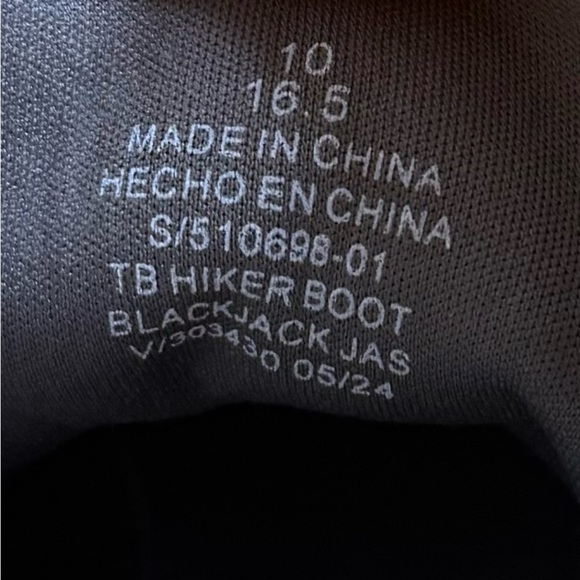 10
16.5
MADE IN CHINA
HECHO EN CHINA
S/510698-01
TB HIKER BOOT
BLACKJACK JAS
V/303430 05/24